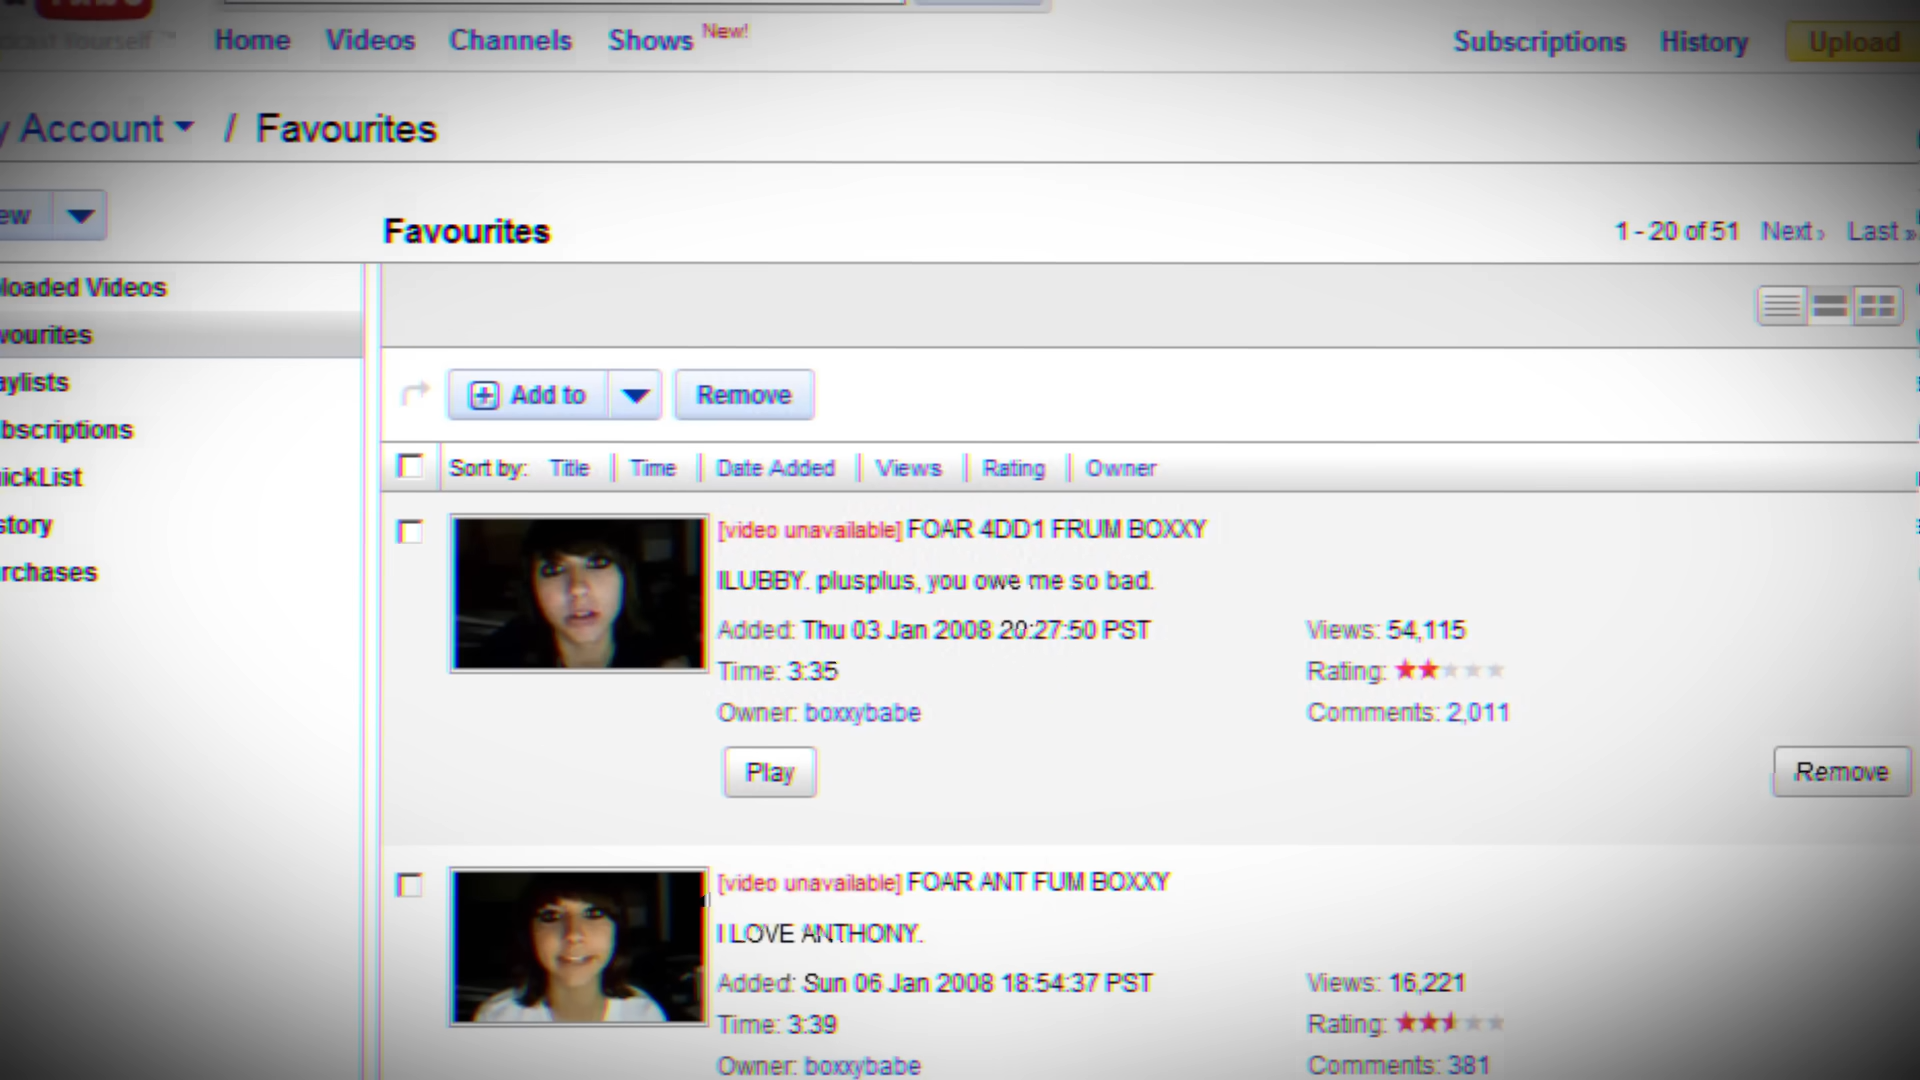 Home Videos Channels Shows New!
Subscriptions History Upload
Account / Favourites
Favourites
1 - 20 of 51 Next › Last »
Add to Remove
Sort by: Title Time Date Added Views Rating Owner
[video unavailable] FOAR 4DD1 FRUM BOXXY
ILUBBY. plusplus, you owe me so bad.
Added: Thu 03 Jan 2008 20:27:50 PST
Views: 54,115
Time: 3:35
Rating:
Owner: boxxybabe
Comments: 2,011
Play
Remove
[video unavailable] FOAR ANT FUM BOXXY
I LOVE ANTHONY.
Added: Sun 06 Jan 2008 18:54:37 PST
Views: 16,221
Time: 3:39
Rating:
Owner: boxxybabe
Comments: 381
loaded Videos
vourites
aylists
bscriptions
ickList
story
rchases